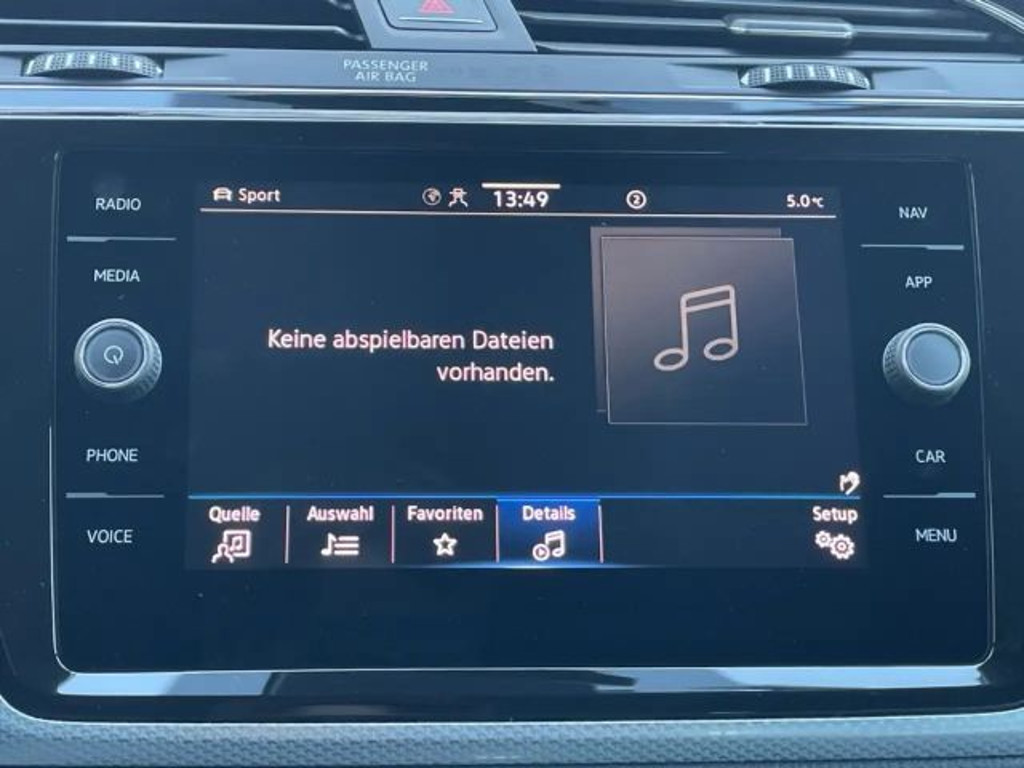 PASSENGER
AIR BAG
RADIO
MEDIA
PHONE
VOICE
Sport
13:49
2
5.0°C
Keine abspielbaren Dateien
vorhanden.
Quelle
Auswahl
Favoriten
Details
Setup
NAV
APP
CAR
MENU